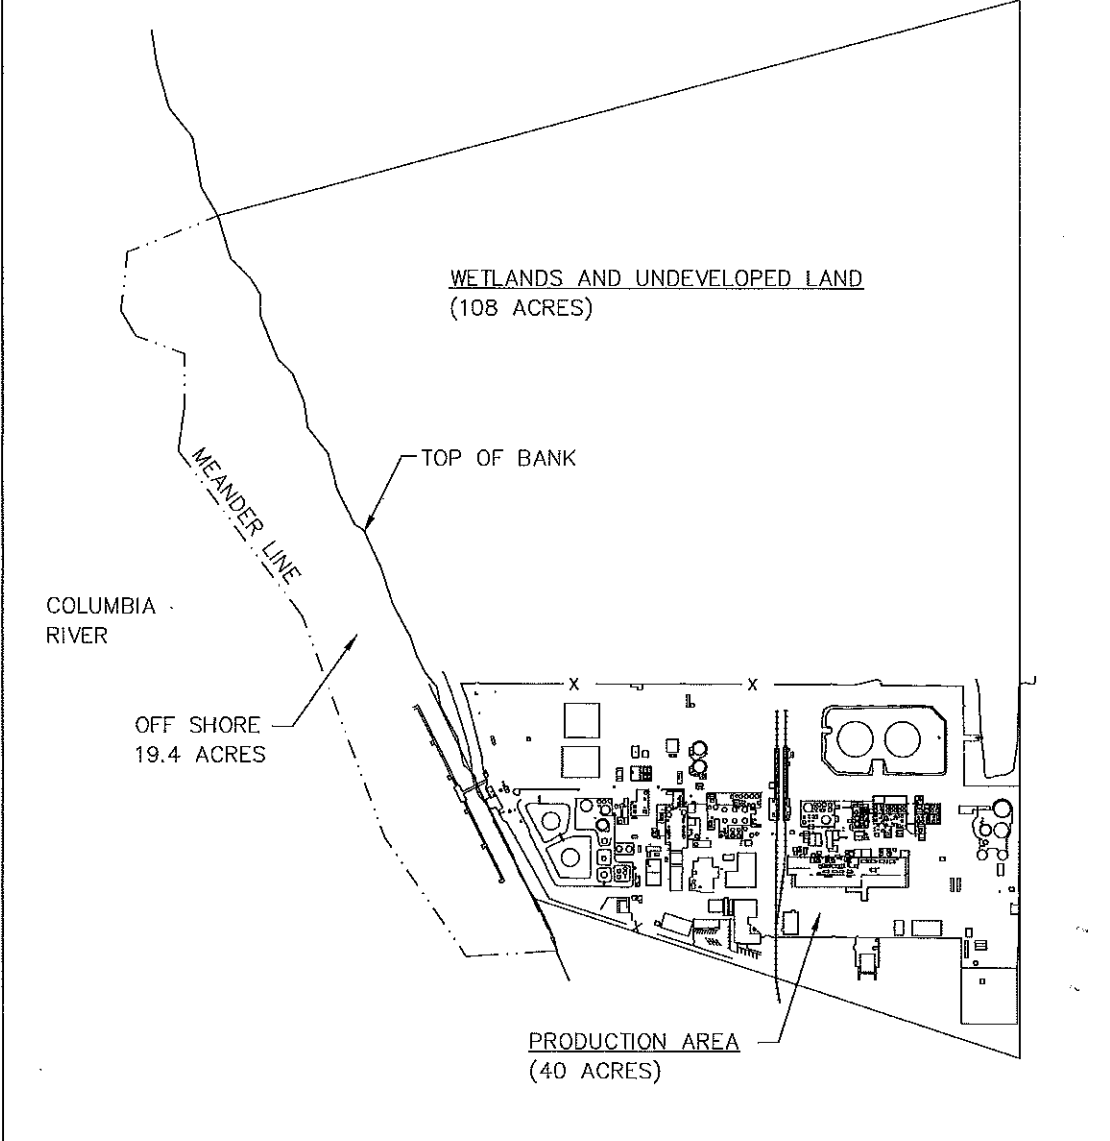 WETLANDS AND UNDEVELOPED LAND
(108 ACRES)
TOP OF BANK
MEANDER LINE
COLUMBIA
RIVER
OFF SHORE
19.4 ACRES
X X
PRODUCTION AREA
(40 ACRES)